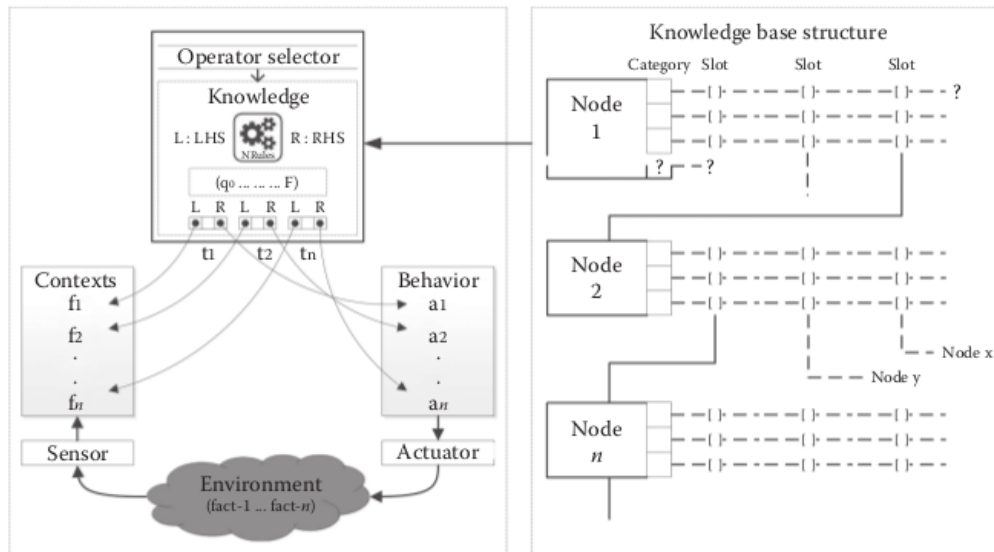 Operator selector
Knowledge
L : LHS
NRules
R : RHS
(q0 ... ... ... F)
L R L R L R
t1 t2 tn
Contexts
f1
f2
.
.
fn
Behavior
a1
a2
.
.
an
Sensor
Actuator
Environment
(fact-1 ... fact-n)
Knowledge base structure
Category Slot Slot Slot
Node
1
[ ] [ ] [ ] ?
[ ] [ ] [ ]
[ ] [ ] [ ]
? ?
Node
2
[ ] [ ] [ ]
[ ] [ ] [ ]
[ ] [ ] [ ]
Node x
Node y
Node
n
[ ] [ ] [ ]
[ ] [ ] [ ]
[ ] [ ] [ ]